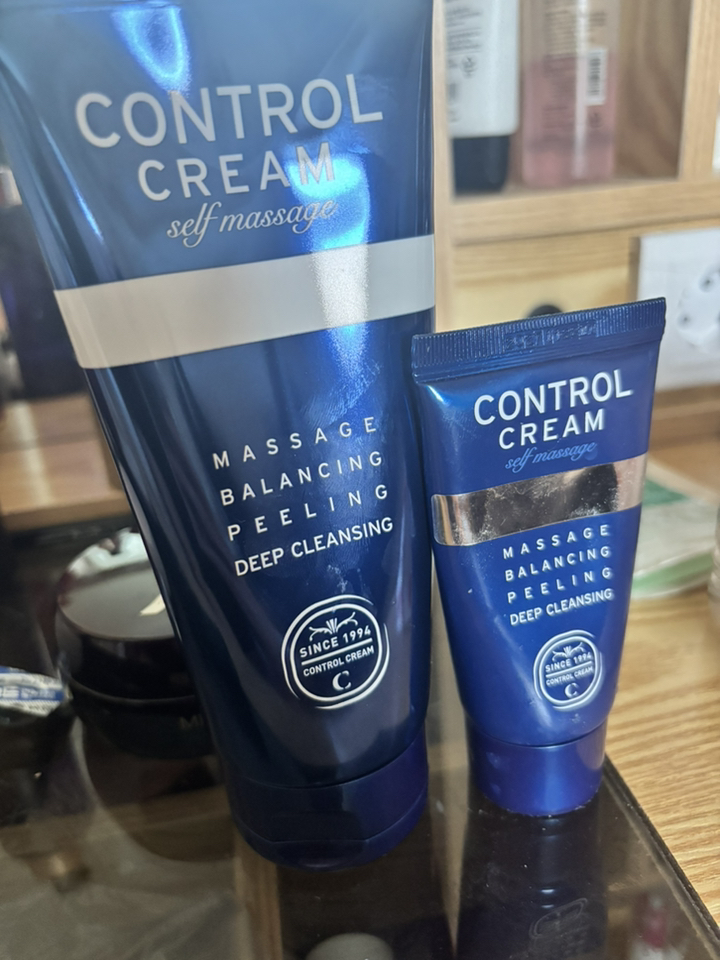 CONTROL
CREAM
self massage
MASSAGE
BALANCING
PEELING
DEEP CLEANSING
SINCE 1994
CONTROL CREAM
C
CONTROL
CREAM
self massage
MASSAGE
BALANCING
PEELING
DEEP CLEANSING
SINCE 1994
CONTROL CREAM
C